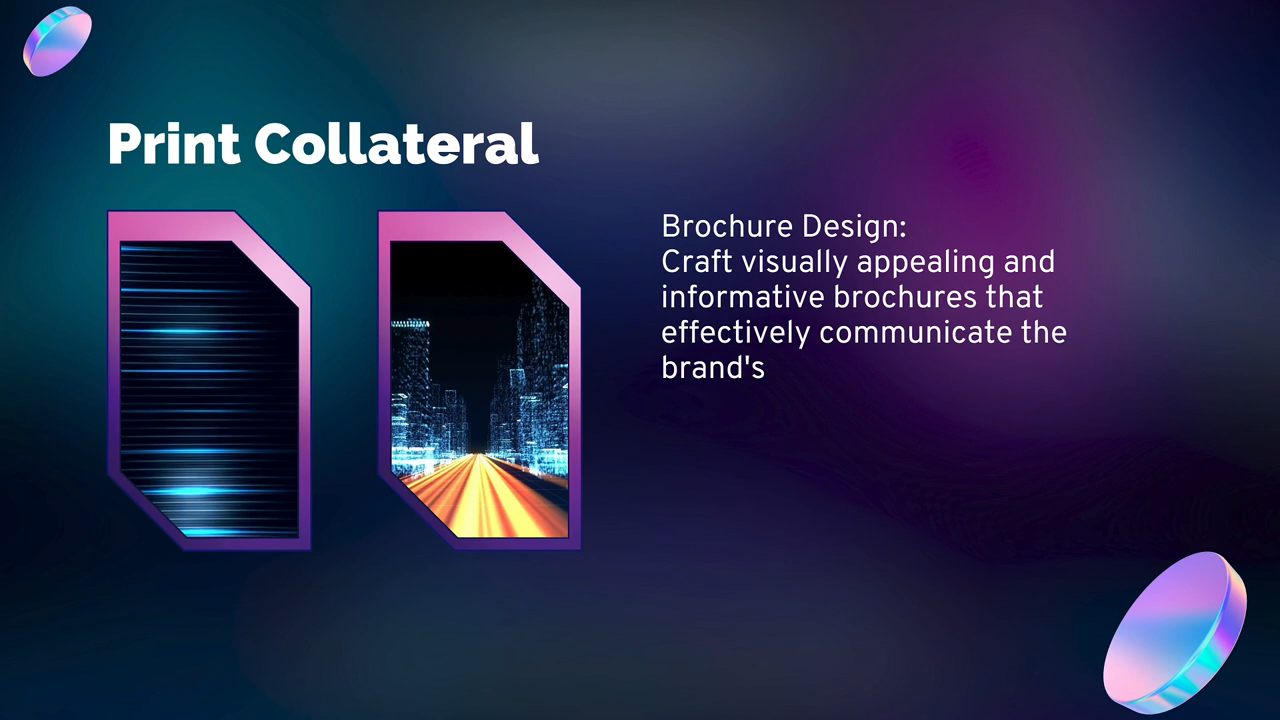 Print Collateral
Brochure Design:
Craft visually appealing and
informative brochures that
effectively communicate the
brand's